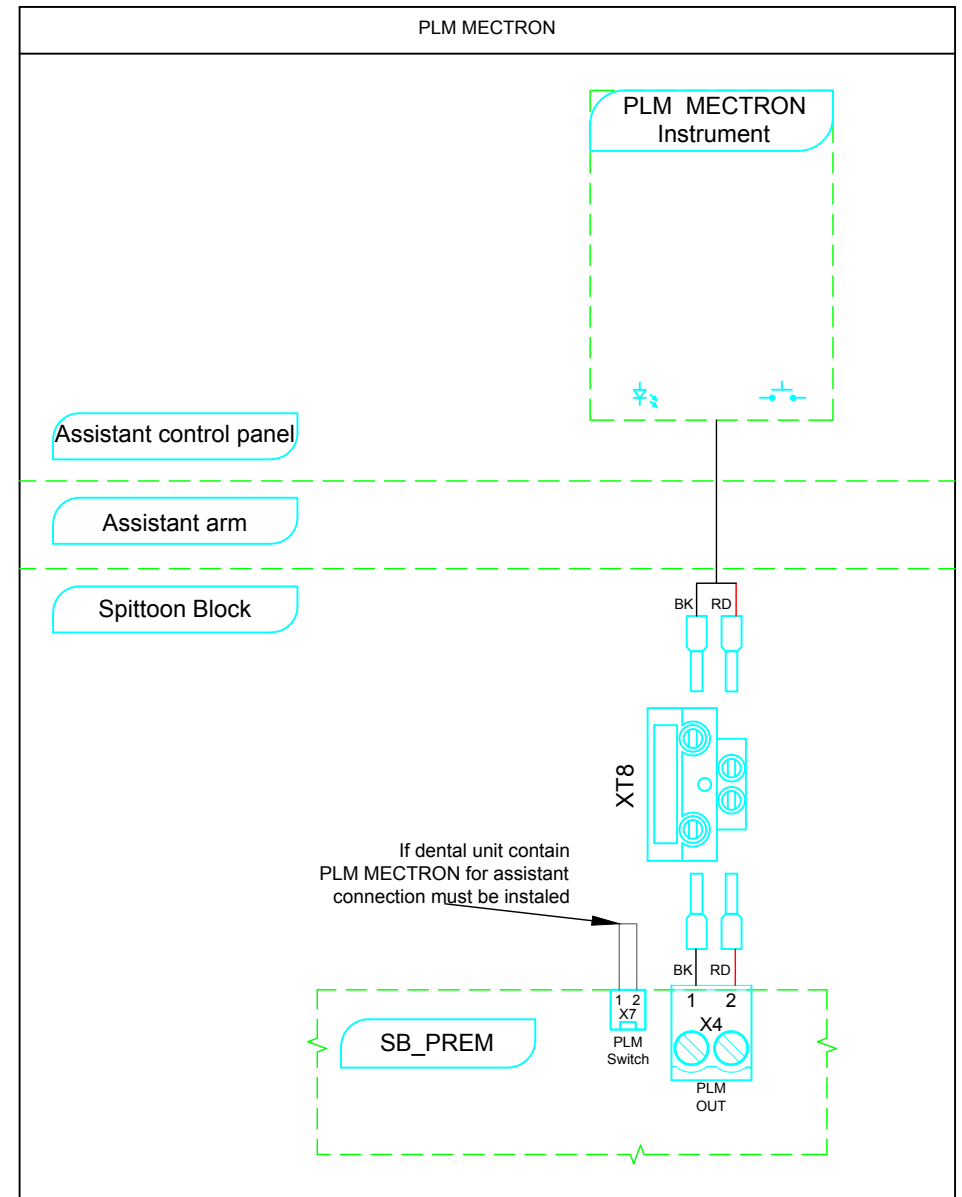 PLM MECTRON
PLM MECTRON
Instrument
Assistant control panel
Assistant arm
Spittoon Block
BK RD
XT8
If dental unit contain
PLM MECTRON for assistant
connection must be instaled
BK RD
1 2
X7
PLM
Switch
1 2
X4
PLM
OUT
SB_PREM